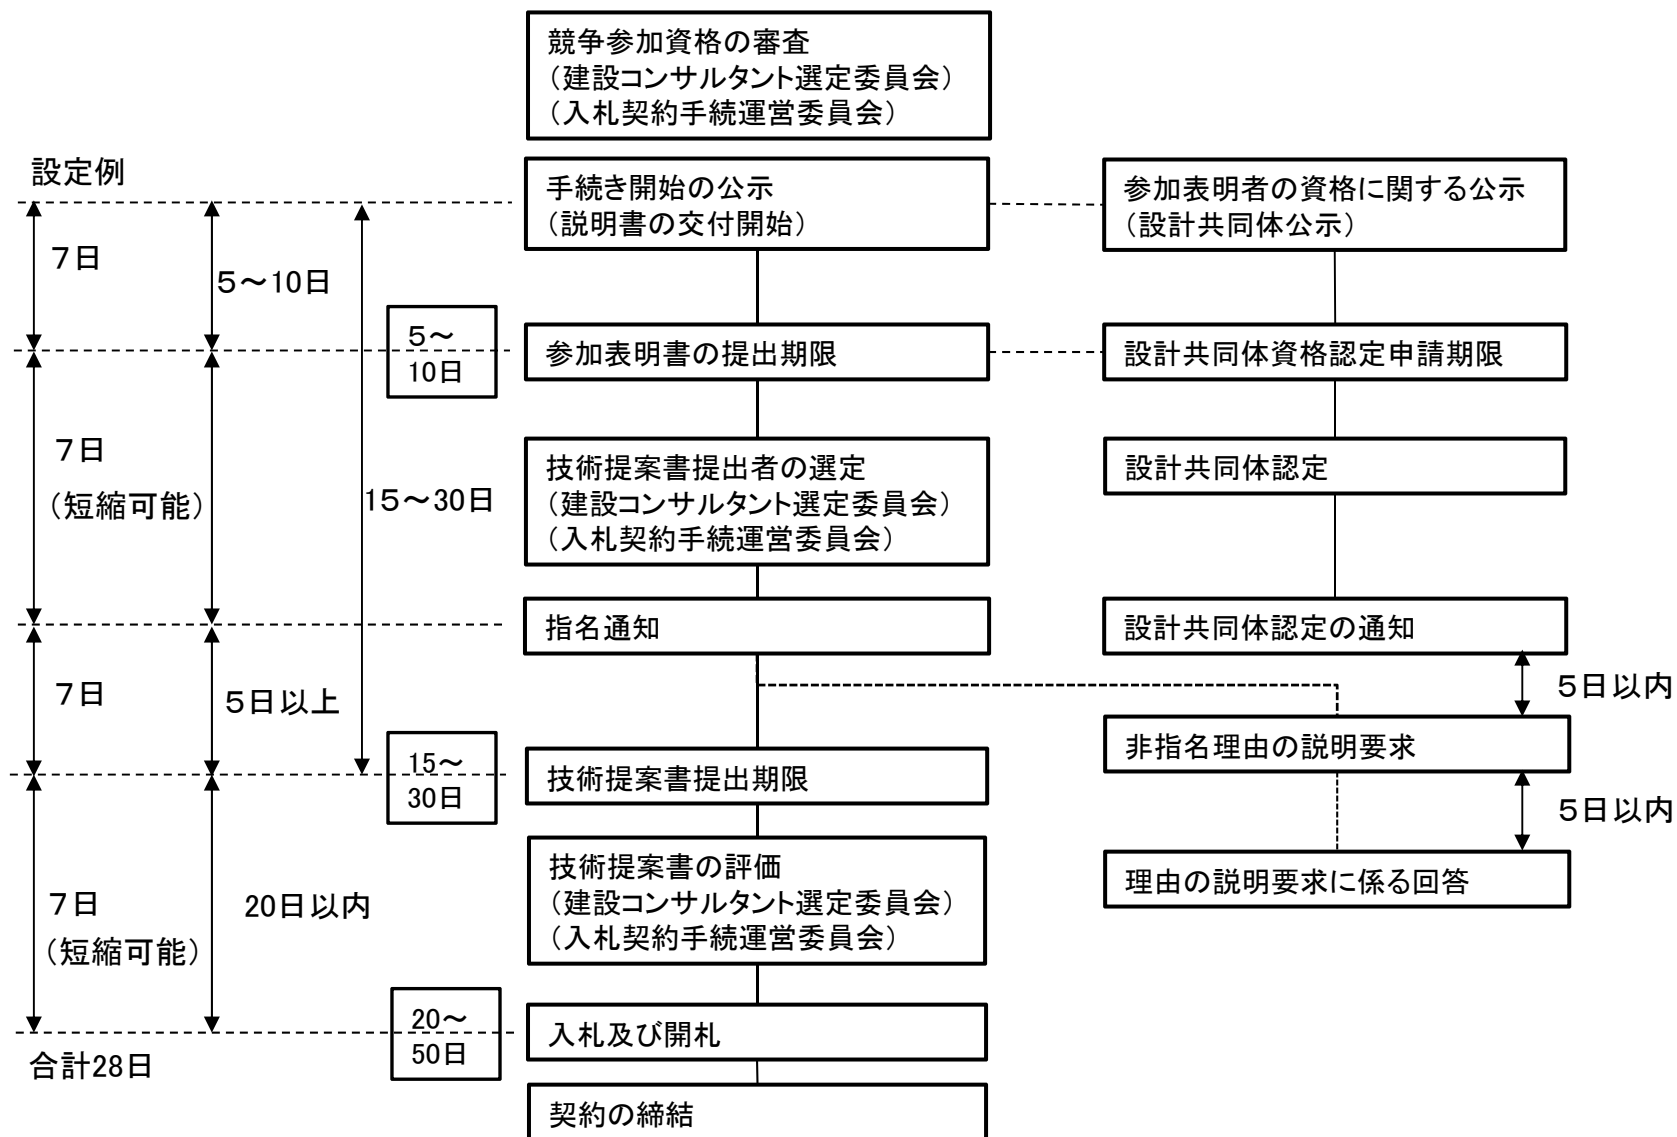 競争参加資格の審査
（建設コンサルタント選定委員会）
（入札契約手続運営委員会）
設定例
手続き開始の公示
（説明書の交付開始）
参加表明者の資格に関する公示
（設計共同体公示）
7日
5～10日
5～
10日
参加表明書の提出期限
設計共同体資格認定申請期限
7日
（短縮可能）
15～30日
技術提案書提出者の選定
（建設コンサルタント選定委員会）
（入札契約手続運営委員会）
設計共同体認定
指名通知
設計共同体認定の通知
7日
5日以上
5日以内
非指名理由の説明要求
15～
30日
技術提案書提出期限
5日以内
7日
（短縮可能）
20日以内
技術提案書の評価
（建設コンサルタント選定委員会）
（入札契約手続運営委員会）
理由の説明要求に係る回答
20～
50日
入札及び開札
合計28日
契約の締結